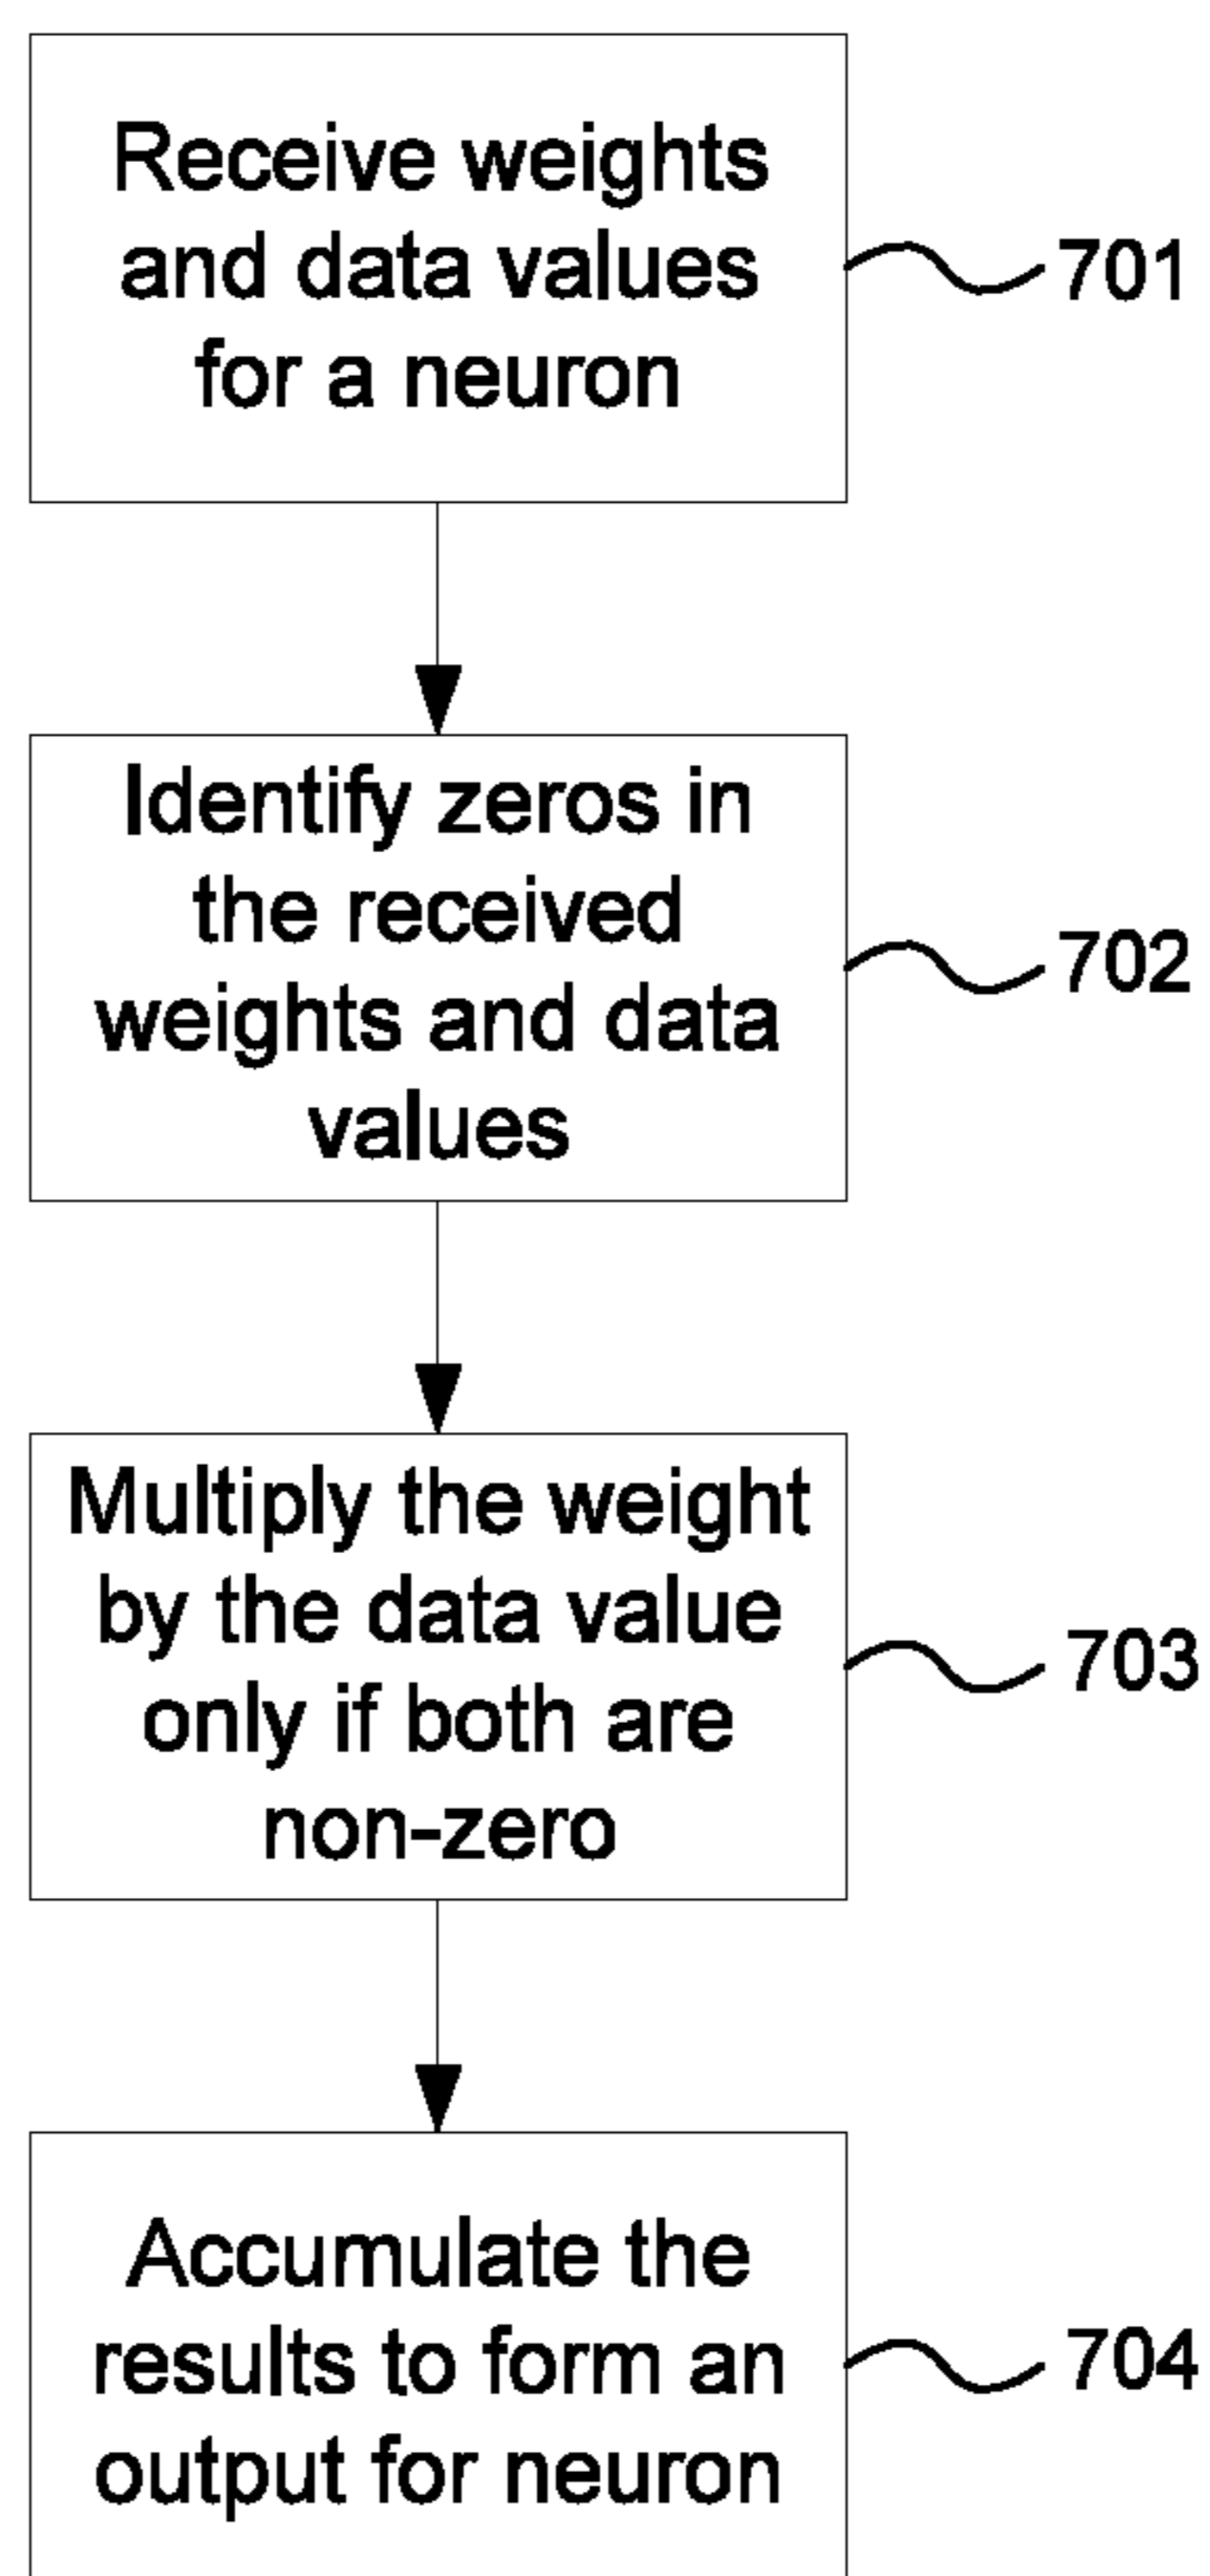 Receive weights
and data values
for a neuron
701
Identify zeros in
the received
weights and data
values
702
Multiply the weight
by the data value
only if both are
non-zero
703
Accumulate the
results to form an
output for neuron
704